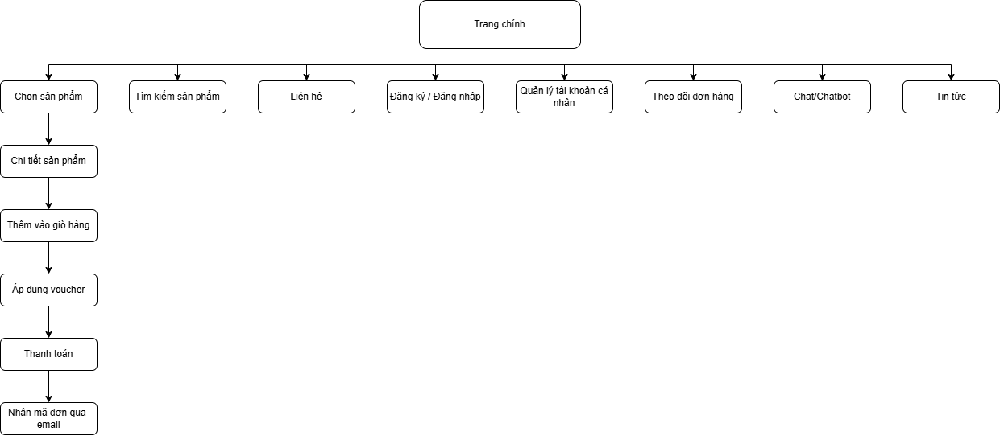 Trang chính
Chọn sản phẩm
Tìm kiếm sản phẩm
Liên hệ
Đăng ký / Đăng nhập
Quản lý tài khoản cá
nhân
Theo dõi đơn hàng
Chat/Chatbot
Tin tức
Chi tiết sản phẩm
Thêm vào giỏ hàng
Áp dụng voucher
Thanh toán
Nhận mã đơn qua
email